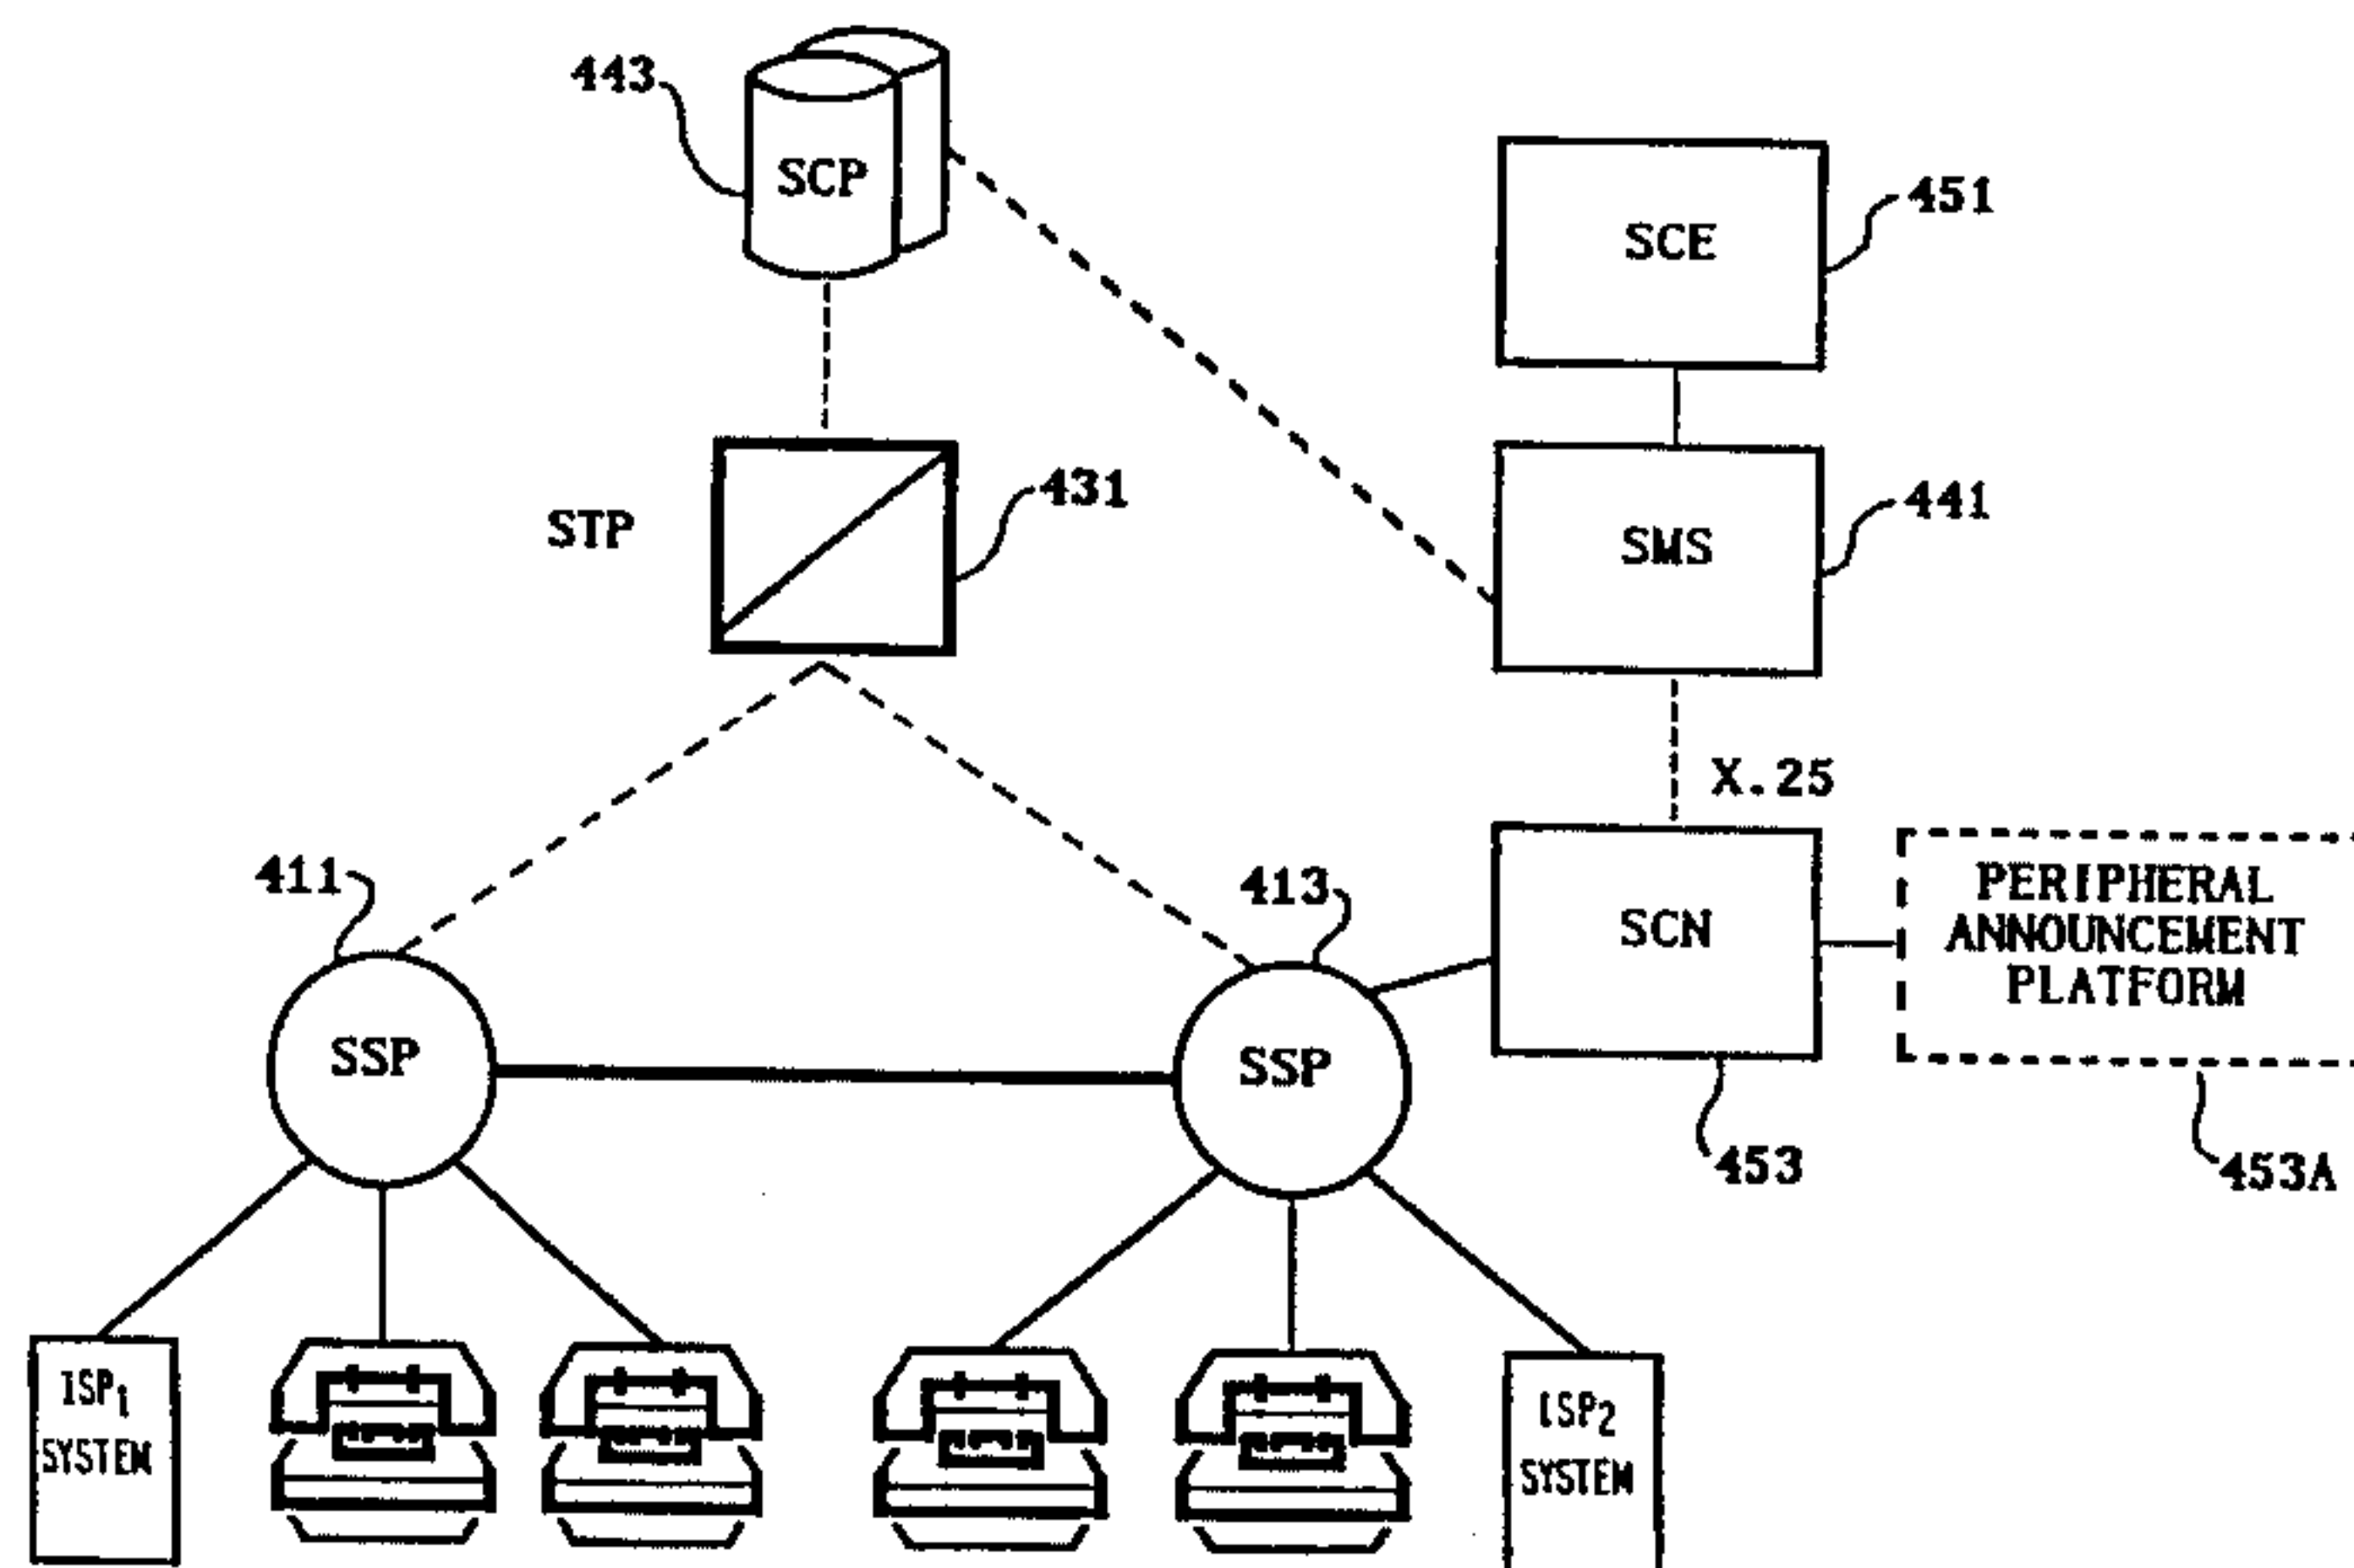 443
SCP
SCE
451
STP
431
SMS
441
X.25
411
413
SCN
PERIPHERAL
ANNOUNCEMENT
PLATFORM
SSP
SSP
453
453A
ISP1
SYSTEM
ISP2
SYSTEM